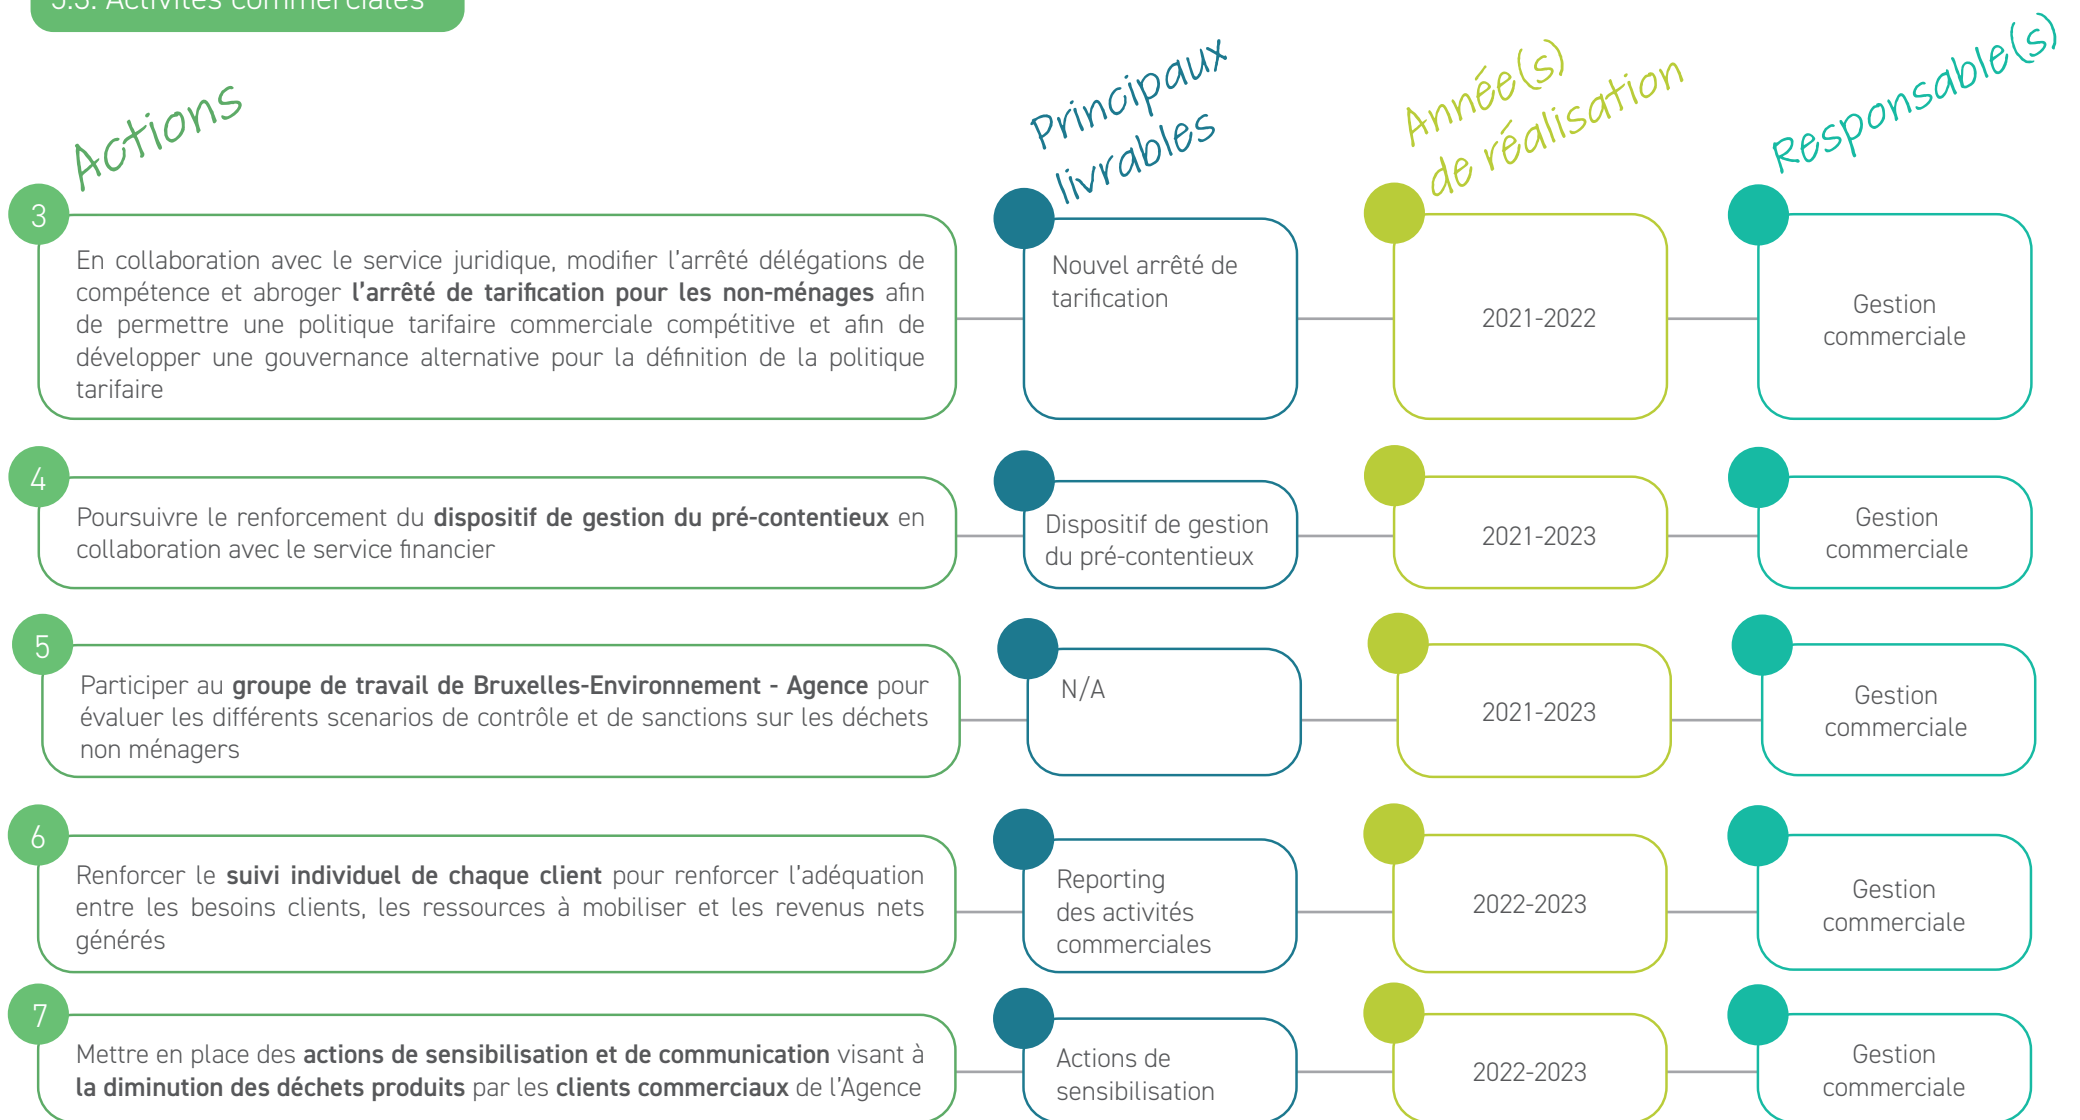 Activités commerciales
Actions
Principaux
livrables
Année(s)
de réalisation
Responsable(s)
3
En collaboration avec le service juridique, modifier l'arrêté délégations de
compétence et abroger l'arrêté de tarification pour les non-ménages afin
de permettre une politique tarifaire commerciale compétitive et afin de
développer une gouvernance alternative pour la définition de la politique
tarifaire
Nouvel arrêté de
tarification
2021-2022
Gestion
commerciale
4
Poursuivre le renforcement du dispositif de gestion du pré-contentieux en
collaboration avec le service financier
Dispositif de gestion
du pré-contentieux
2021-2023
Gestion
commerciale
5
Participer au groupe de travail de Bruxelles-Environnement - Agence pour
évaluer les différents scenarios de contrôle et de sanctions sur les déchets
non ménagers
N/A
2021-2023
Gestion
commerciale
6
Renforcer le suivi individuel de chaque client pour renforcer l'adéquation
entre les besoins clients, les ressources à mobiliser et les revenus nets
générés
Reporting
des activités
commerciales
2022-2023
Gestion
commerciale
7
Mettre en place des actions de sensibilisation et de communication visant à
la diminution des déchets produits par les clients commerciaux de l'Agence
Actions de
sensibilisation
2022-2023
Gestion
commerciale